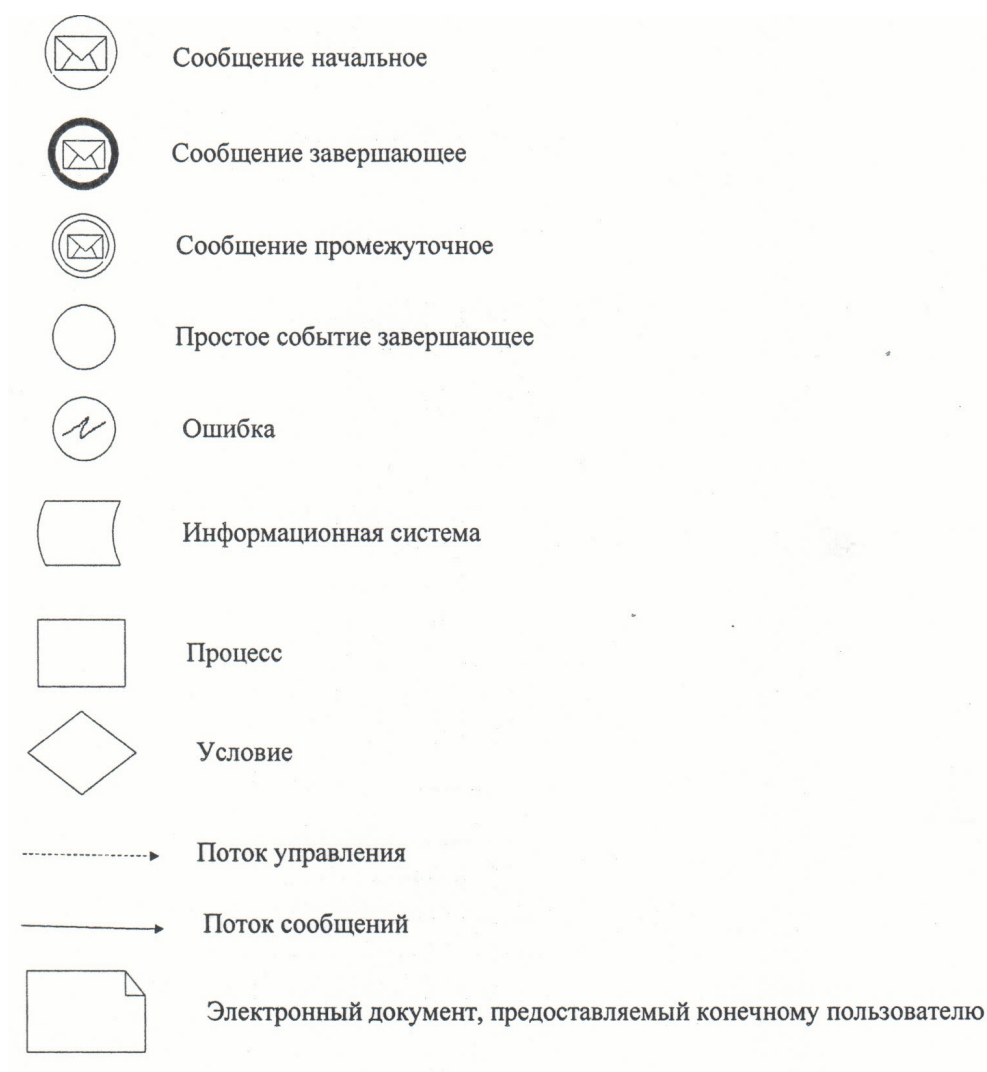 Сообщение начальное
Сообщение завершающее
Сообщение промежуточное
Простое событие завершающее
Ошибка
Информационная система
Процесс
Условие
Поток управления
Поток сообщений
Электронный документ, предоставляемый конечному пользователю